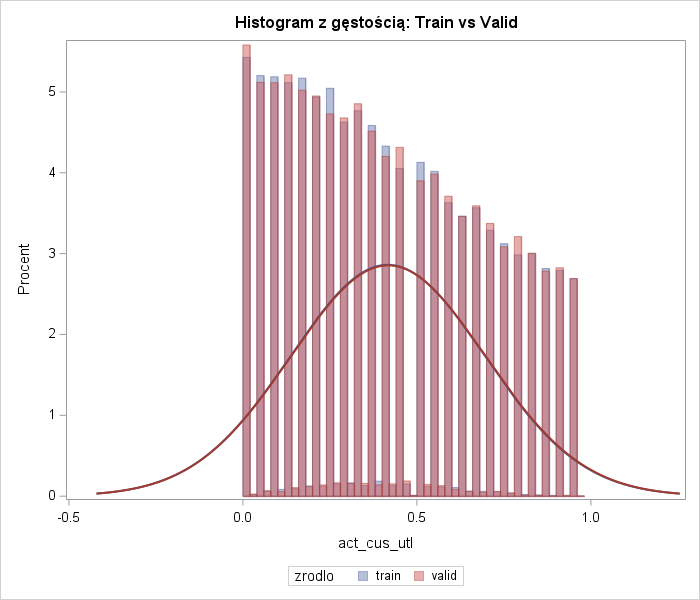 Histogram z gęstością: Train vs Valid
Procent
5
4
3
2
1
0
-0.5 0.0 0.5 1.0
act_cus_utl
zrodlo train valid